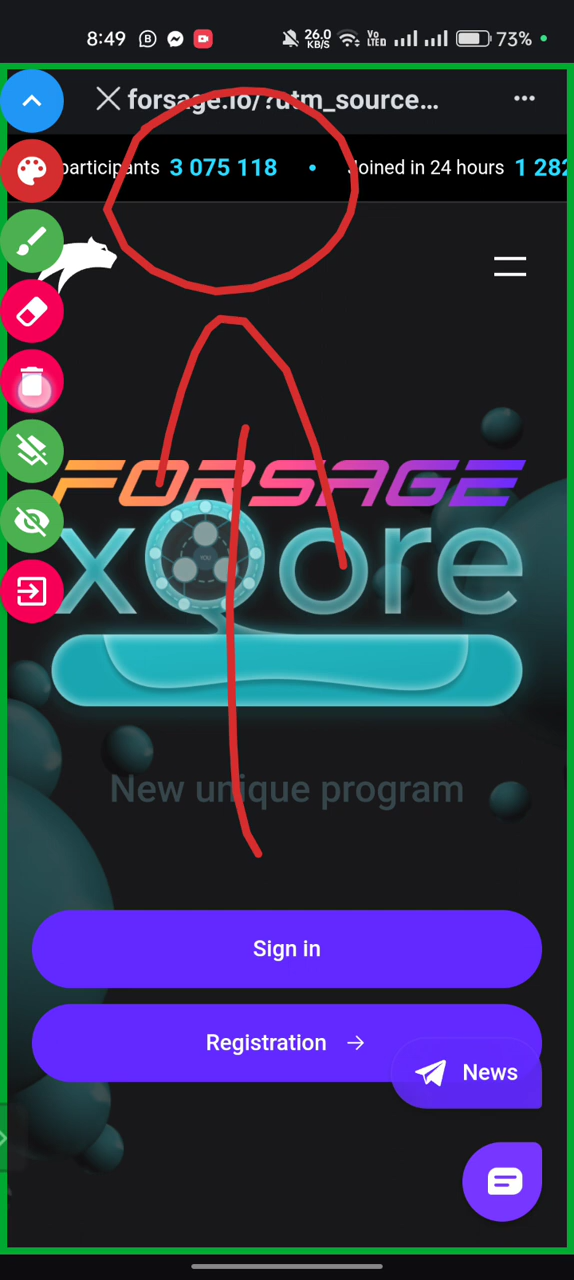 8:49
26.0 KB/S
Vo LTE
73%
forsage.io/?utm_source...
participants 3 075 118 • Joined in 24 hours 1 282
FORSAGE
xQore
YOU
New unique program
Sign in
Registration →
News